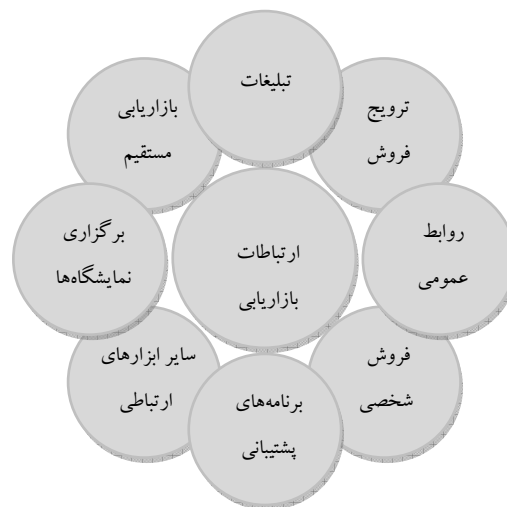 تبلیغات
ترویج
فروش
روابط
عمومی
فروش
شخصی
برنامه‌های
پشتیبانی
سایر ابزارهای
ارتباطی
برگزاری
نمایشگاه‌ها
بازاریابی
مستقیم
ارتباطات
بازاریابی